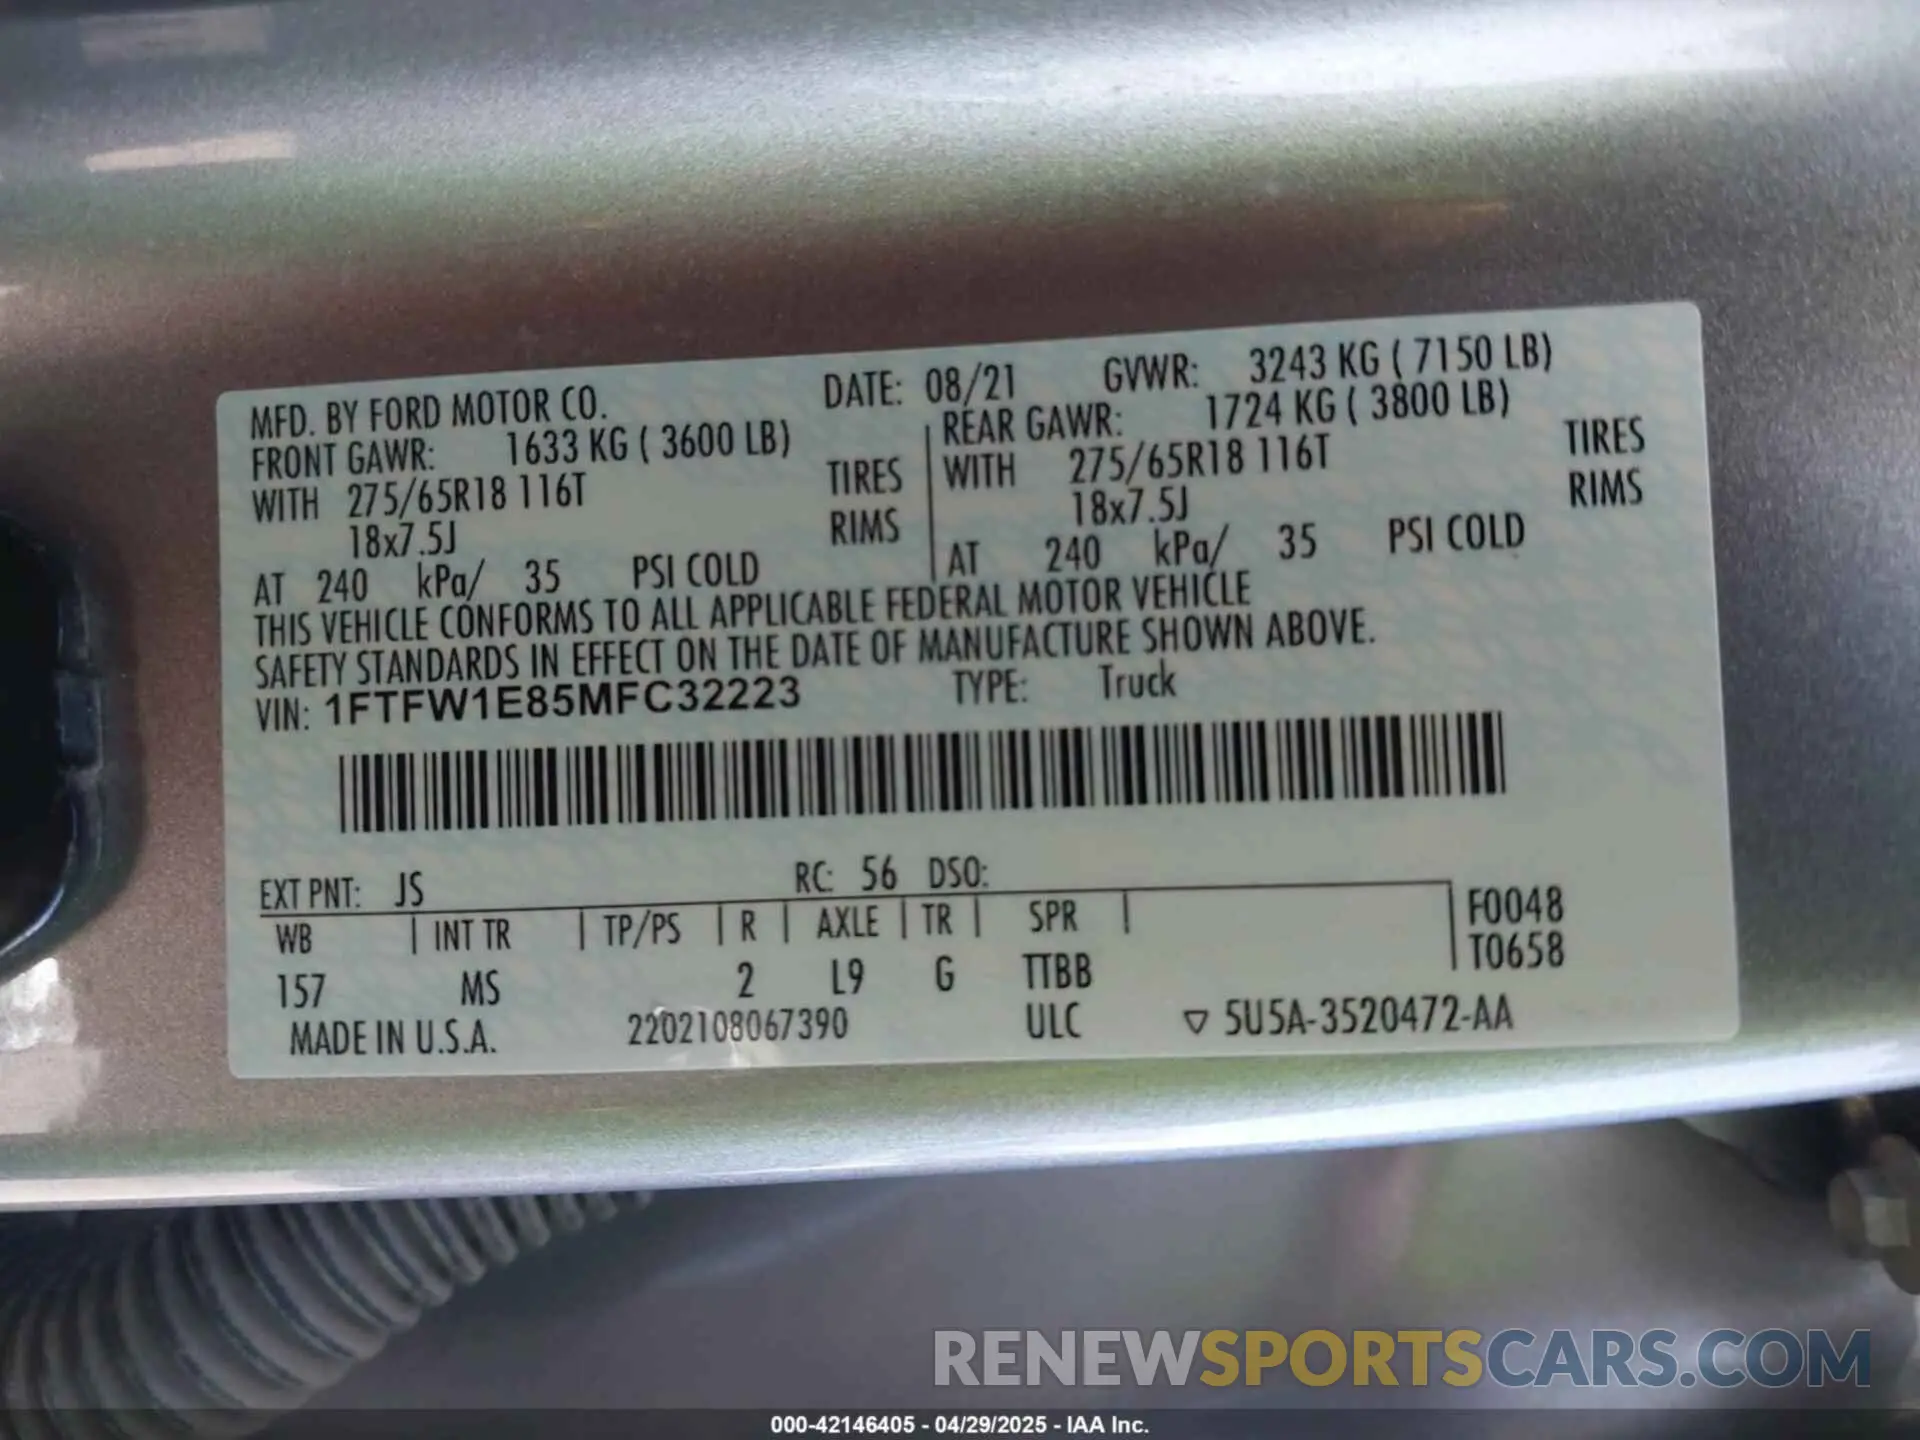 MFD. BY FORD MOTOR CO. DATE: 08/21 GVWR: 3243 KG ( 7150 LB)
FRONT GAWR: 1633 KG ( 3600 LB) REAR GAWR: 1724 KG ( 3800 LB)
WITH 275/65R18 116T TIRES WITH 275/65R18 116T TIRES
18x7.5J RIMS 18x7.5J RIMS
AT 240 kPa/ 35 PSI COLD AT 240 kPa/ 35 PSI COLD
THIS VEHICLE CONFORMS TO ALL APPLICABLE FEDERAL MOTOR VEHICLE
SAFETY STANDARDS IN EFFECT ON THE DATE OF MANUFACTURE SHOWN ABOVE.
VIN: 1FTFW1E85MFC32223 TYPE: Truck
EXT PNT: JS RC: 56 DSO:
WB | INT TR | TP/PS | R | AXLE | TR | SPR | F0048
157 MS 2 L9 G TTBB T0658
MADE IN U.S.A. 2202108067390 ULC ▽ 5U5A-3520472-AA
RENEWSPORTSCARS.COM
000-42146405 - 04/29/2025 - IAA Inc.